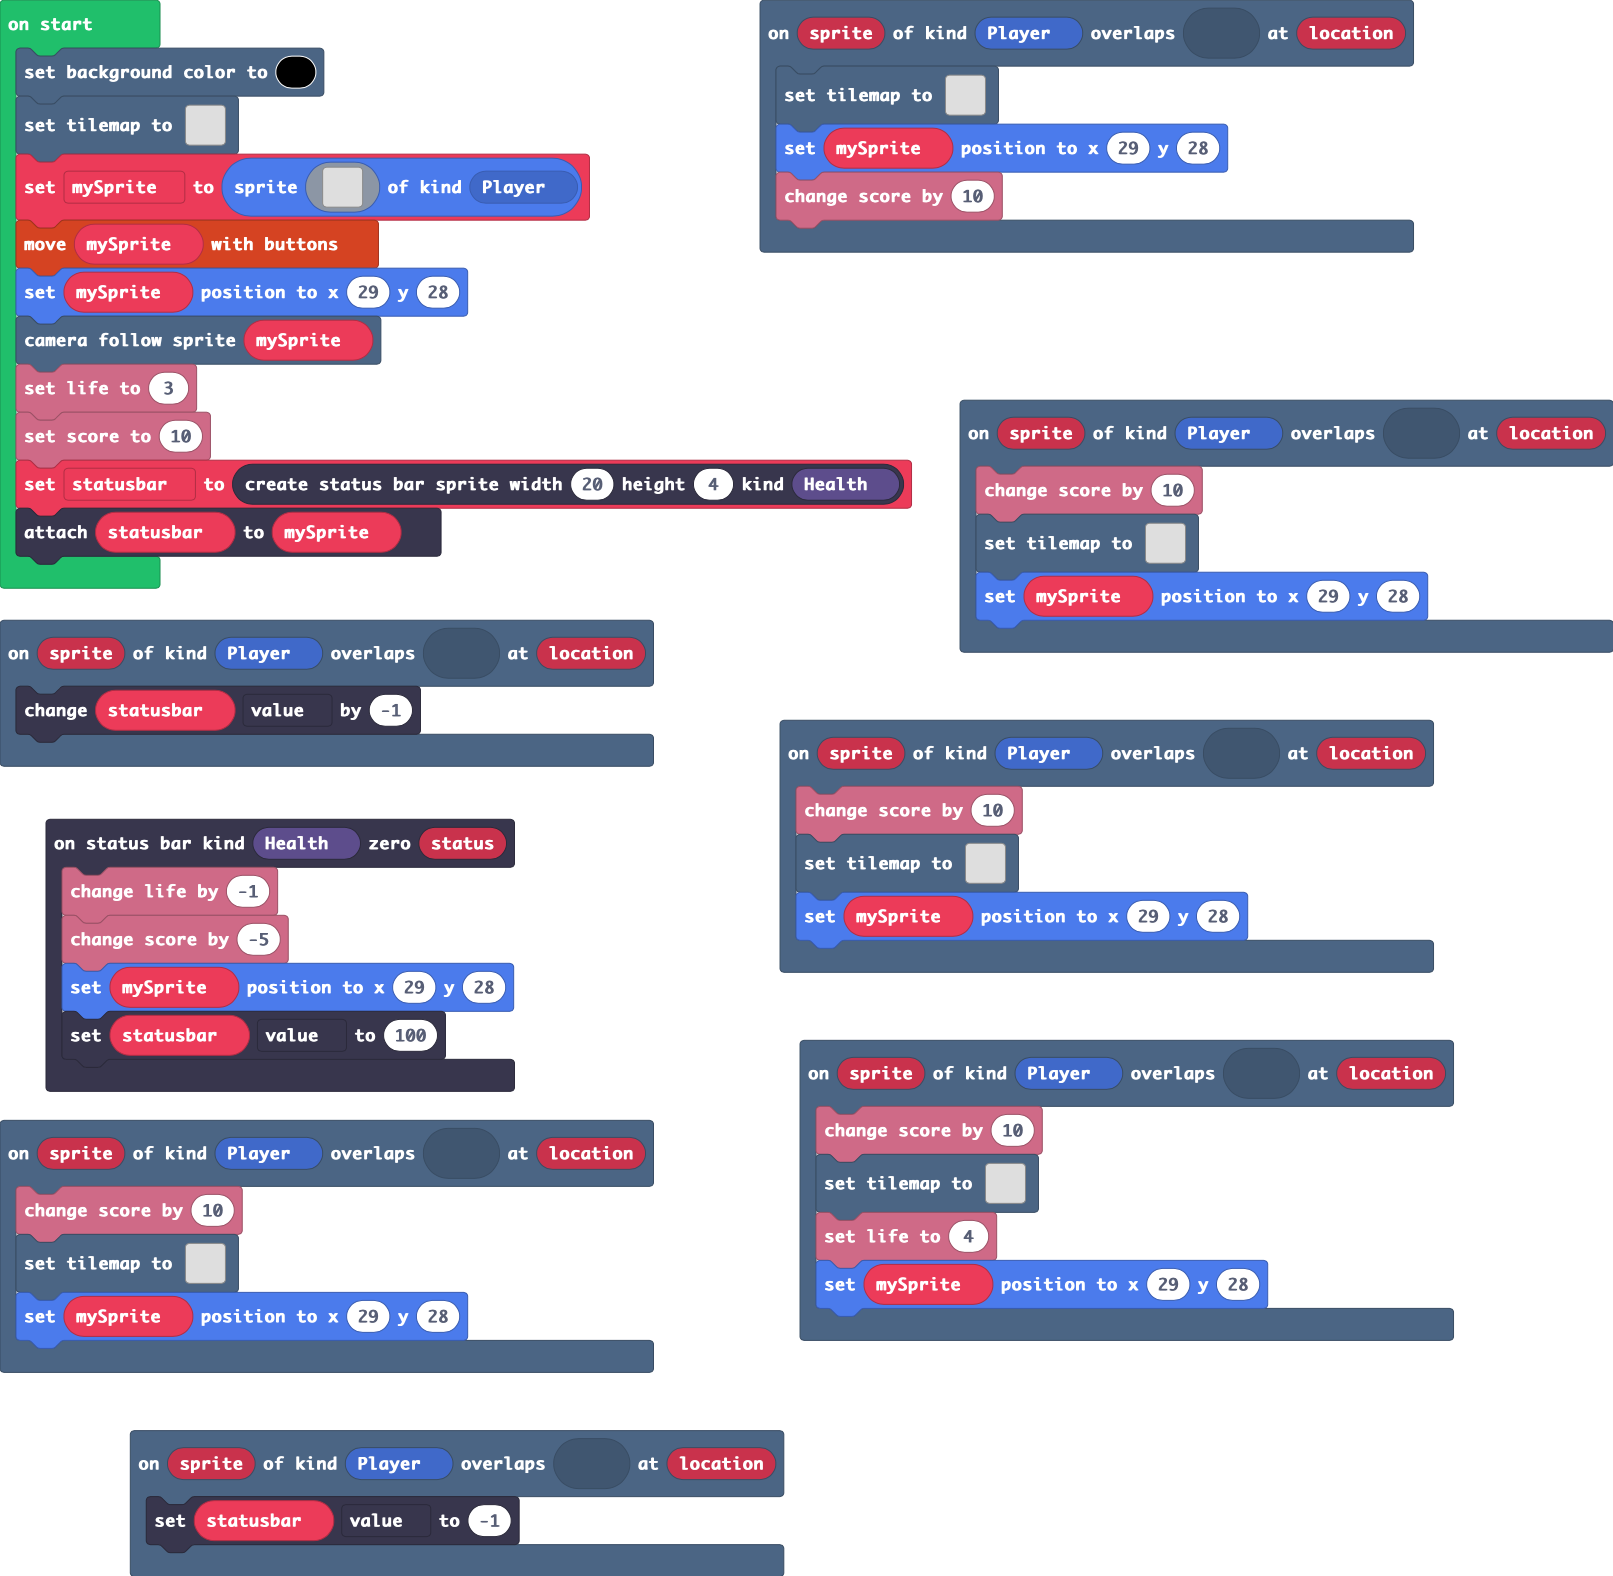 on start
set background color to
set tilemap to
set mySprite to sprite of kind Player
move mySprite with buttons
set mySprite position to x 29 y 28
camera follow sprite mySprite
set life to 3
set score to 10
set statusbar to create status bar sprite width 20 height 4 kind Health
attach statusbar to mySprite
on sprite of kind Player overlaps at location
change statusbar value by -1
on status bar kind Health zero status
change life by -1
change score by -5
set mySprite position to x 29 y 28
set statusbar value to 100
on sprite of kind Player overlaps at location
change score by 10
set tilemap to
set mySprite position to x 29 y 28
on sprite of kind Player overlaps at location
set statusbar value to -1
on sprite of kind Player overlaps at location
set tilemap to
set mySprite position to x 29 y 28
change score by 10
on sprite of kind Player overlaps at location
change score by 10
set tilemap to
set mySprite position to x 29 y 28
on sprite of kind Player overlaps at location
change score by 10
set tilemap to
set mySprite position to x 29 y 28
on sprite of kind Player overlaps at location
change score by 10
set tilemap to
set life to 4
set mySprite position to x 29 y 28